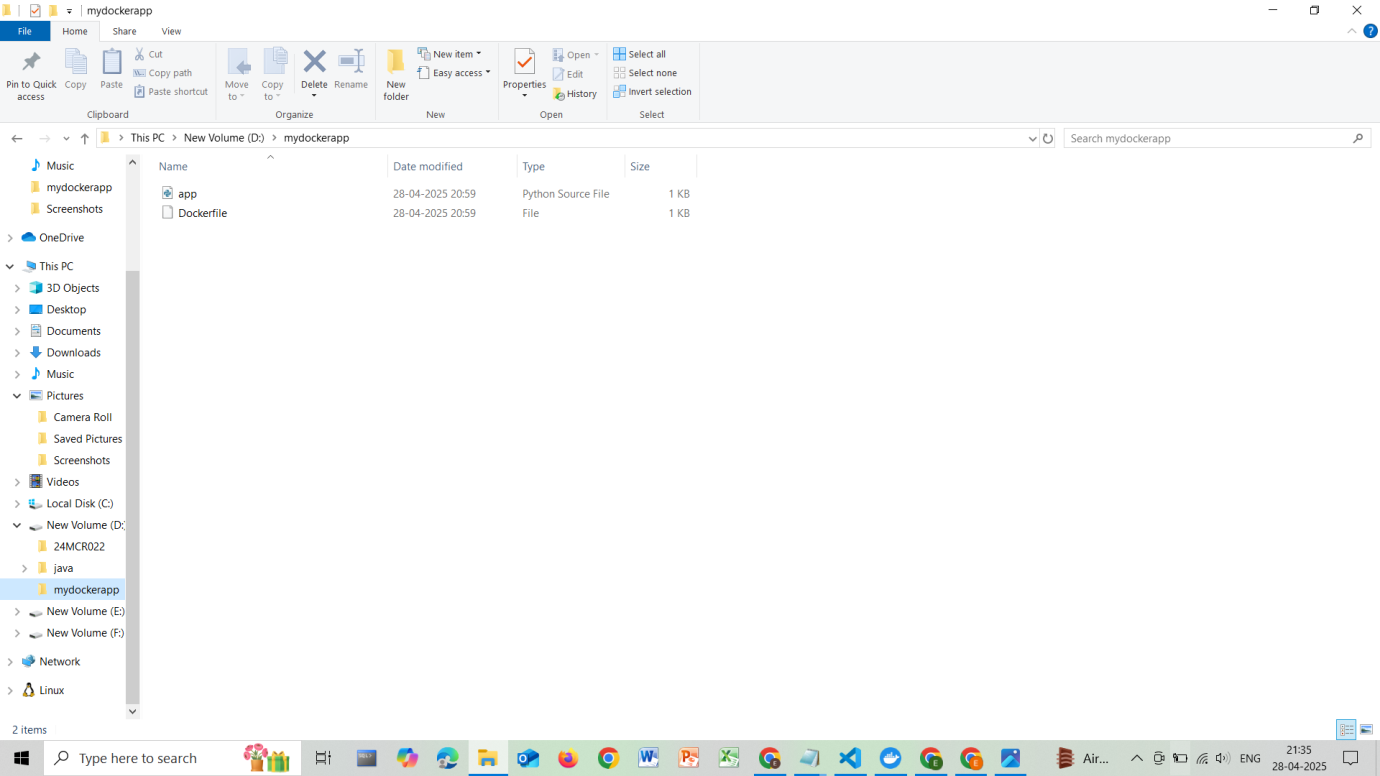 mydockerapp
File Home Share View
Pin to Quick access
Copy
Paste
Cut
Copy path
Paste shortcut
Clipboard
Move to
Copy to
Delete
Rename
Organize
New folder
New item
Easy access
New
Properties
Open
Edit
History
Open
Select all
Select none
Invert selection
Select
This PC > New Volume (D:) > mydockerapp
Search mydockerapp
Music
mydockerapp
Screenshots
OneDrive
This PC
3D Objects
Desktop
Documents
Downloads
Music
Pictures
Camera Roll
Saved Pictures
Screenshots
Videos
Local Disk (C:)
New Volume (D:)
24MCR022
java
mydockerapp
New Volume (E:)
New Volume (F:)
Network
Linux
Name Date modified Type Size
app 28-04-2025 20:59 Python Source File 1 KB
Dockerfile 28-04-2025 20:59 File 1 KB
2 items
Type here to search
Air...
ENG
21:35
28-04-2025